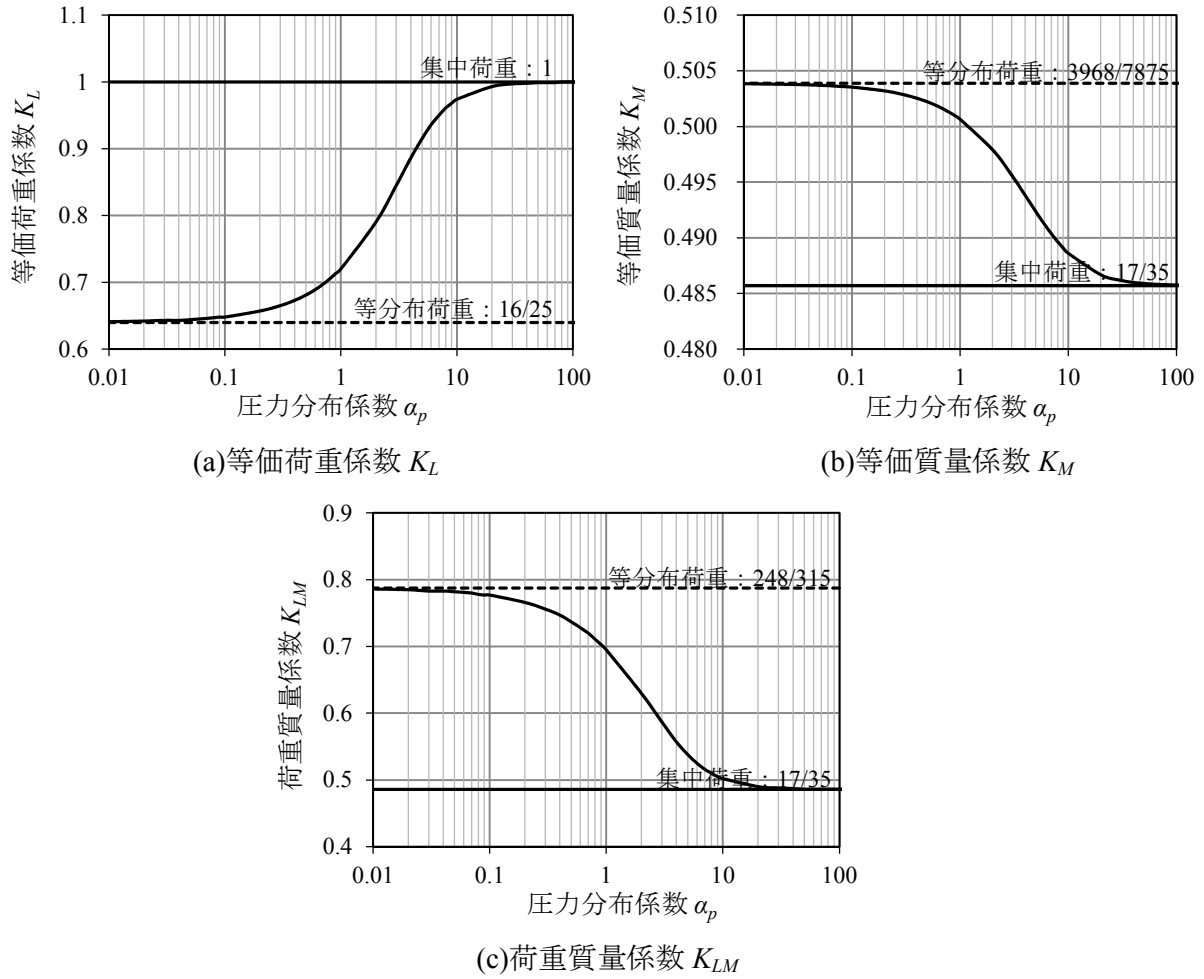 1.1
1
0.9
0.8
0.7
0.6
等価荷重係数 K_L
集中荷重：1
等分布荷重：16/25
0.01 0.1 1 10 100
圧力分布係数 α_p
(a)等価荷重係数 K_L
0.510
0.505
0.500
0.495
0.490
0.485
0.480
等価質量係数 K_M
等分布荷重：3968/7875
集中荷重：17/35
0.01 0.1 1 10 100
圧力分布係数 α_p
(b)等価質量係数 K_M
0.9
0.8
0.7
0.6
0.5
0.4
荷重質量係数 K_LM
等分布荷重：248/315
集中荷重：17/35
0.01 0.1 1 10 100
圧力分布係数 α_p
(c)荷重質量係数 K_LM